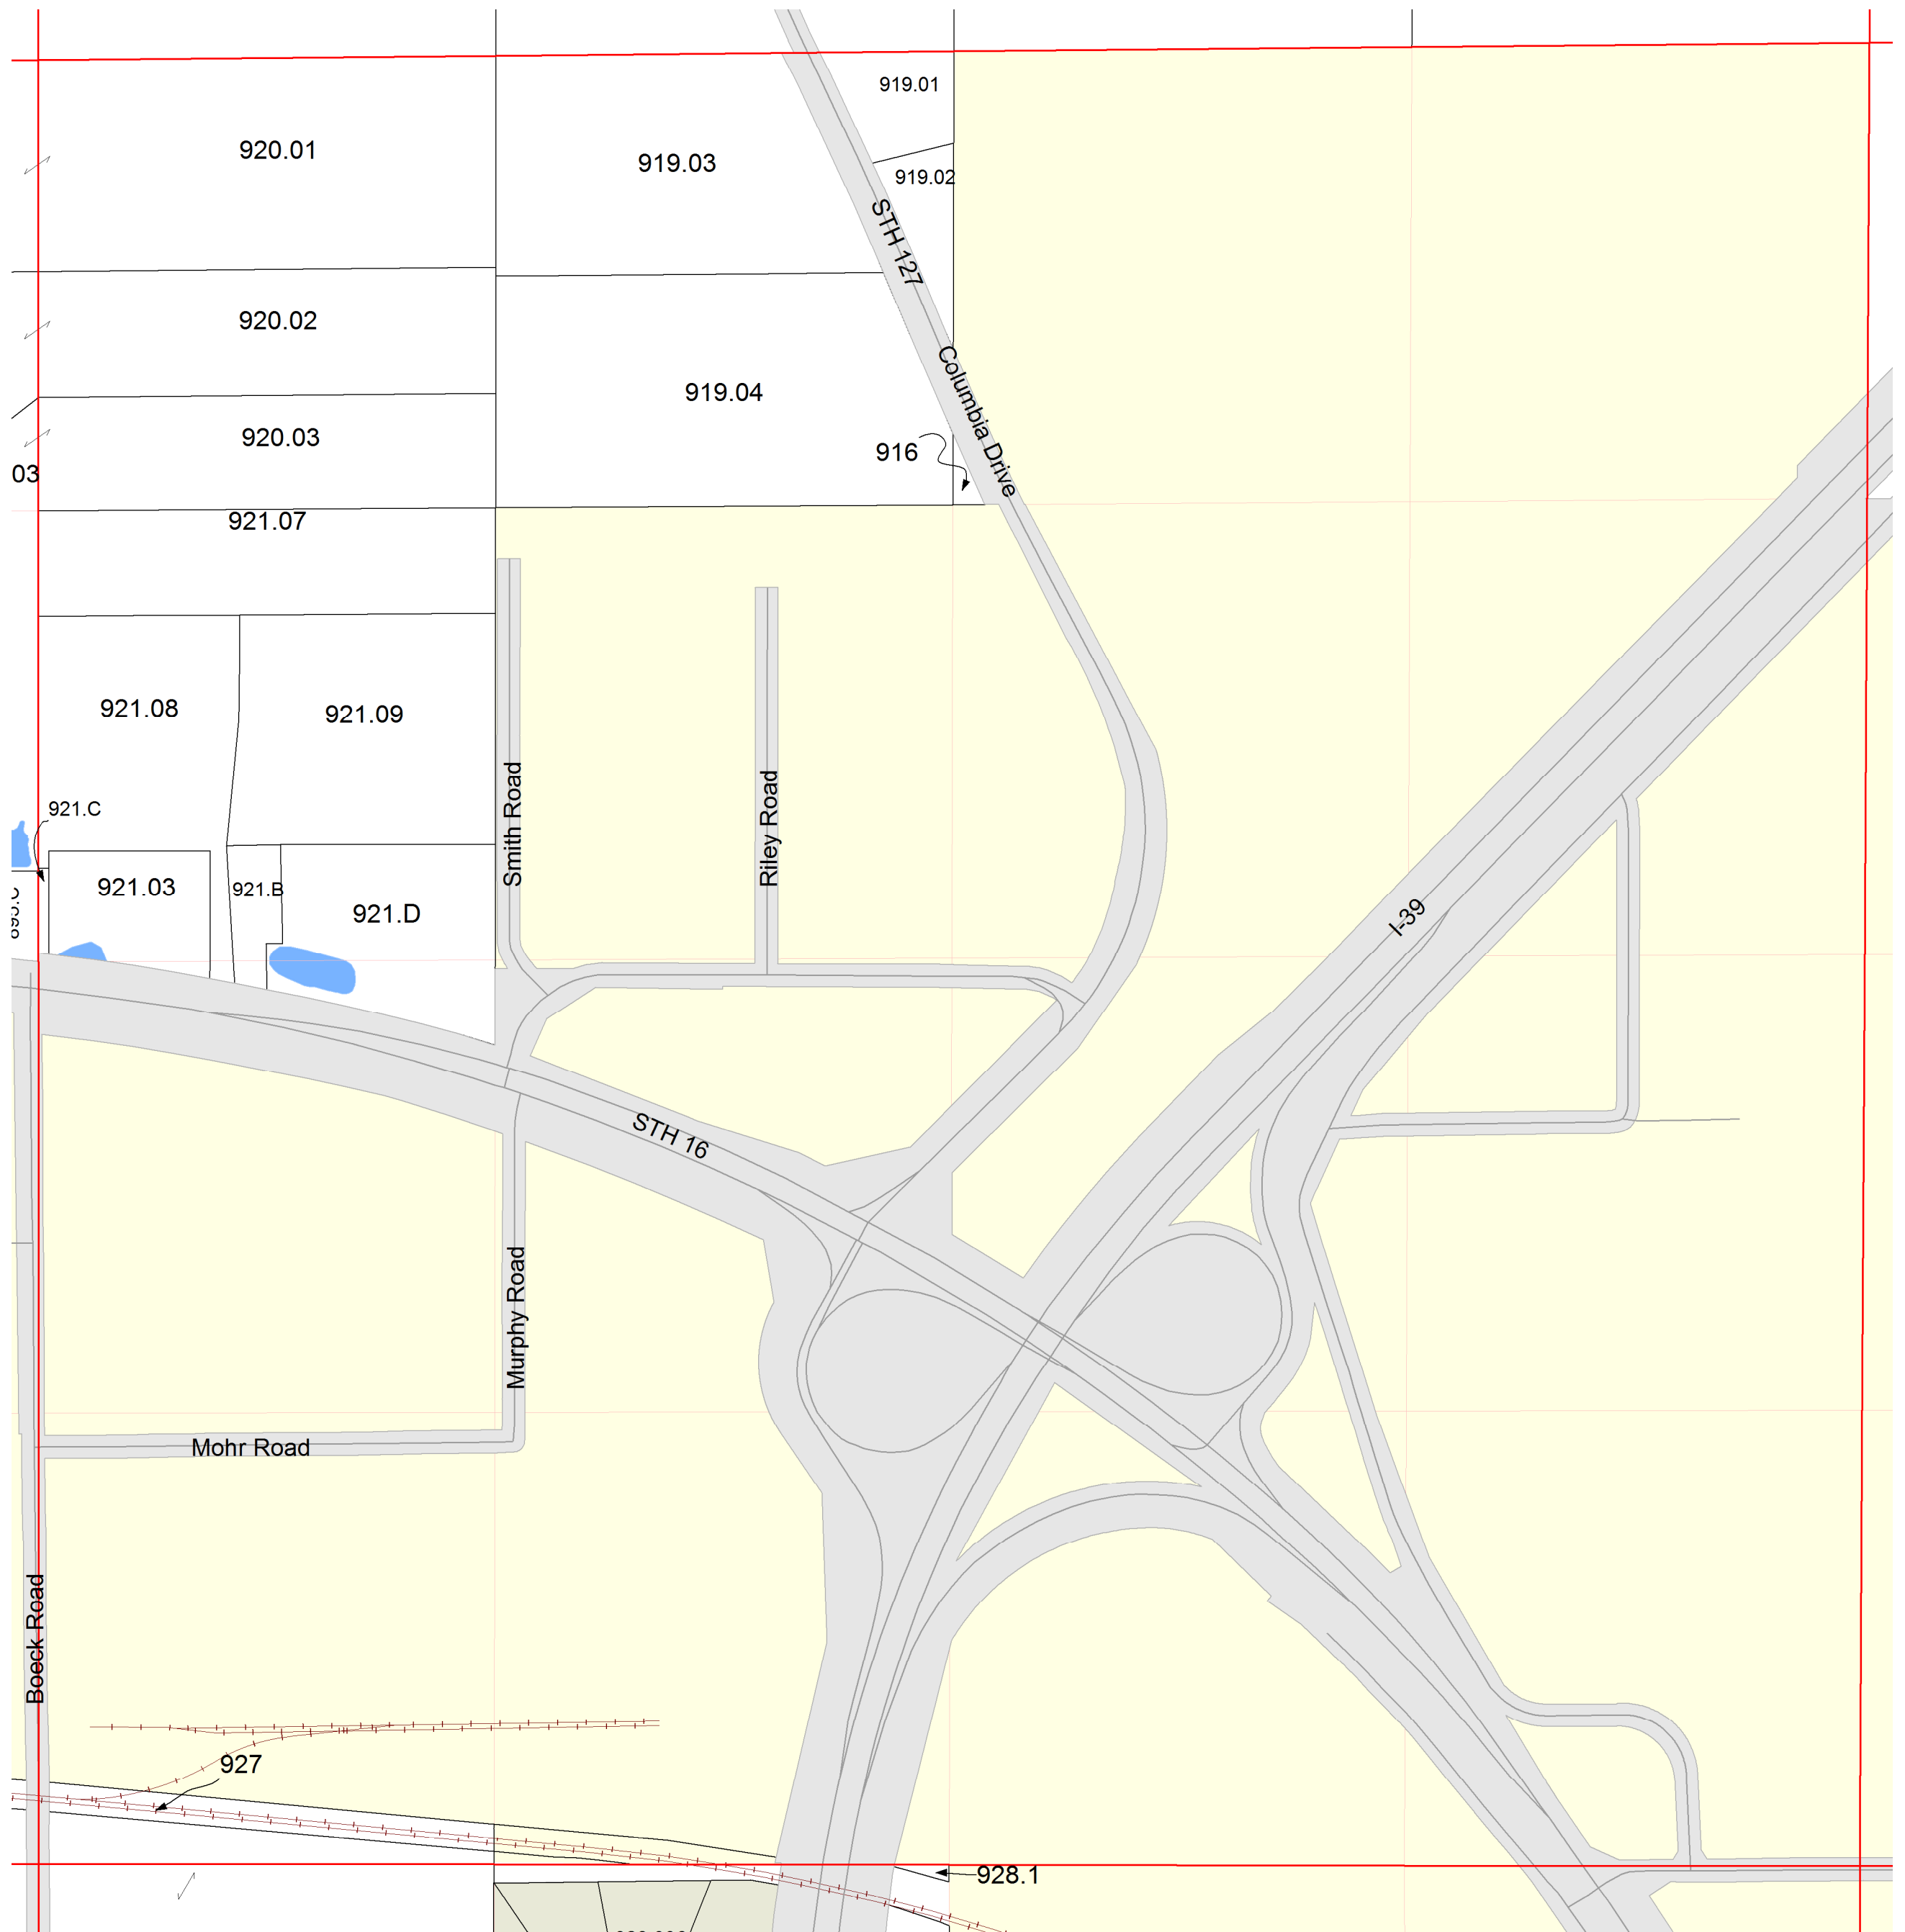 919.01
920.01
919.03
919.02
STH 127
920.02
Columbia Drive
919.04
920.03
916
03
921.07
921.08
921.09
Smith Road
Riley Road
921.C
921.03
921.B
921.D
I-39
STH 16
Murphy Road
Mohr Road
Boeck Road
927
928.1